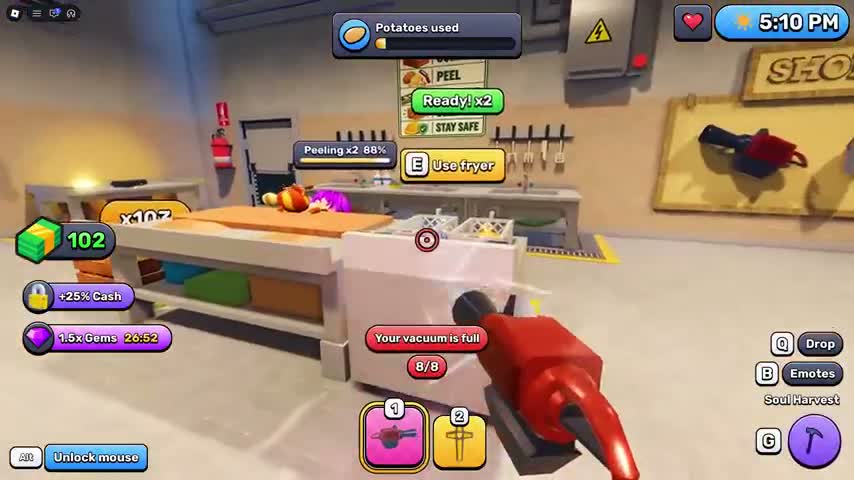 Potatoes used
5:10 PM
SHO
PEEL
Ready! x2
STAY SAFE
Peeling x2 88%
E Use fryer
x107
102
+25% Cash
1.5x Gems 26:52
Your vacuum is full
8/8
Q Drop
B Emotes
Soul Harvest
1
2
G
Alt Unlock mouse